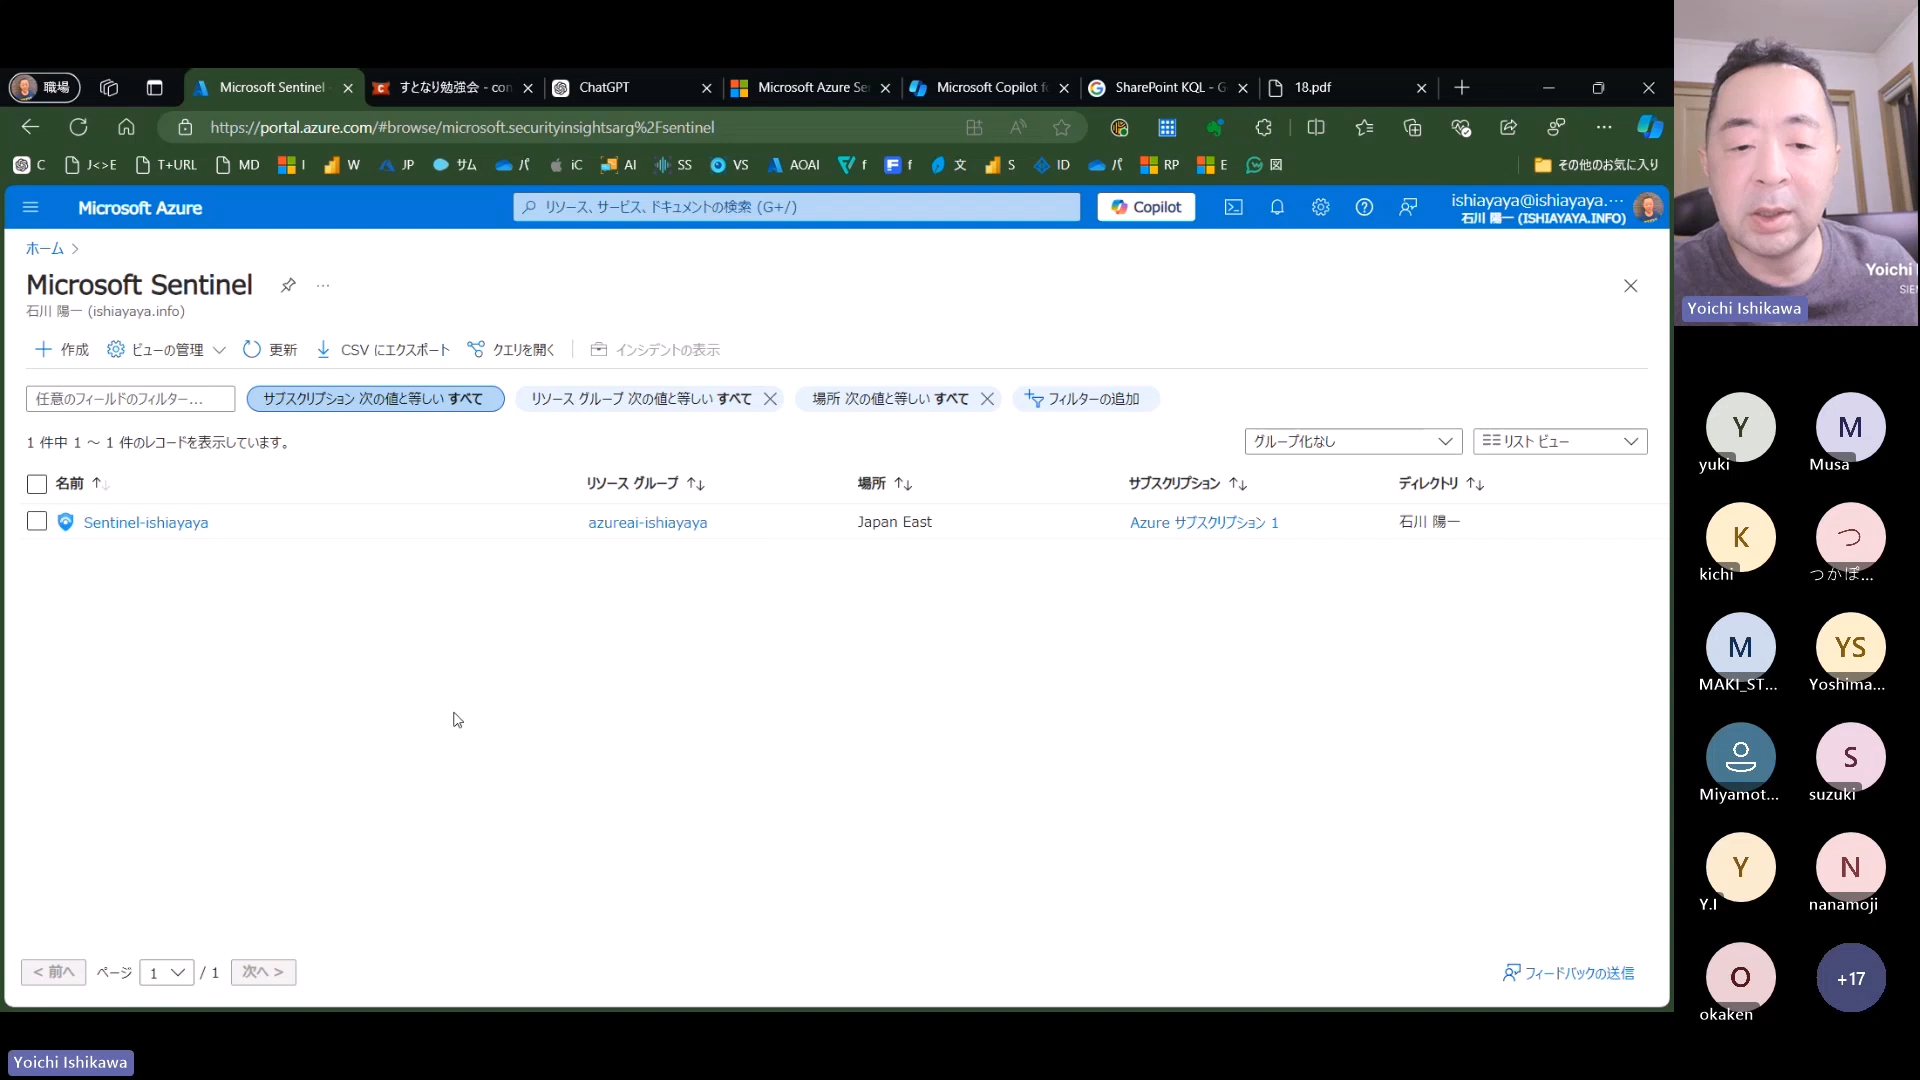 職場
Microsoft Sentinel
すとなり勉強会 - con
ChatGPT
Microsoft Azure Se
Microsoft Copilot f
SharePoint KQL - G
18.pdf
https://portal.azure.com/#browse/microsoft.securityinsightsarg%2Fsentinel
C J<>E T+URL MD I W JP サム パ iC AI SS VS AOAI f f 文 S ID パ RP E 図 その他のお気に入り
Microsoft Azure
リソース、サービス、ドキュメントの検索 (G+/)
Copilot
ishiayaya@ishiayaya.…
石川 陽一 (ISHIAYAYA.INFO)
ホーム >
Microsoft Sentinel
石川 陽一 (ishiayaya.info)
作成 ビューの管理 更新 CSV にエクスポート クエリを開く インシデントの表示
任意のフィールドのフィルター... サブスクリプション 次の値と等しい すべて リソース グループ 次の値と等しい すべて 場所 次の値と等しい すべて フィルターの追加
1 件中 1 ～ 1 件のレコードを表示しています。
グループ化なし
リスト ビュー
名前 ↑↓ リソース グループ ↑↓ 場所 ↑↓ サブスクリプション ↑↓ ディレクトリ ↑↓
Sentinel-ishiayaya azureai-ishiayaya Japan East Azure サブスクリプション 1 石川 陽一
< 前へ ページ 1 / 1 次へ >
フィードバックの送信
Yoichi Ishikawa
Yoichi
SIE
Yoichi Ishikawa
Y
yuki
M
Musa
K
kichi
つ
つかぽ...
M
MAKI_ST...
YS
Yoshima...
Miyamot...
S
suzuki
Y
Y.I
N
nanamoji
O
okaken
+17